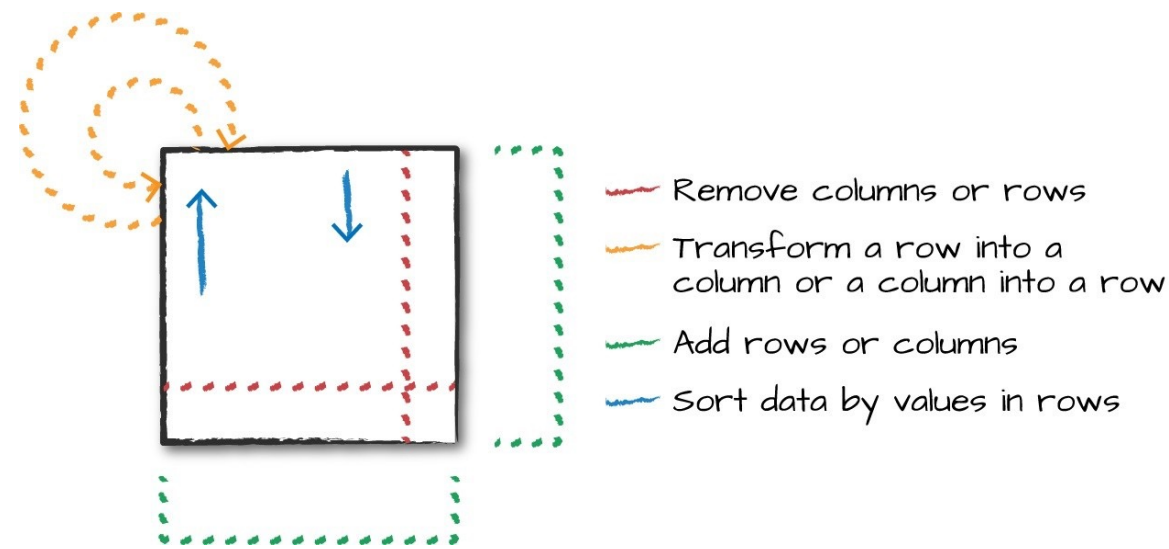 Remove columns or rows
Transform a row into a
column or a column into a row
Add rows or columns
Sort data by values in rows